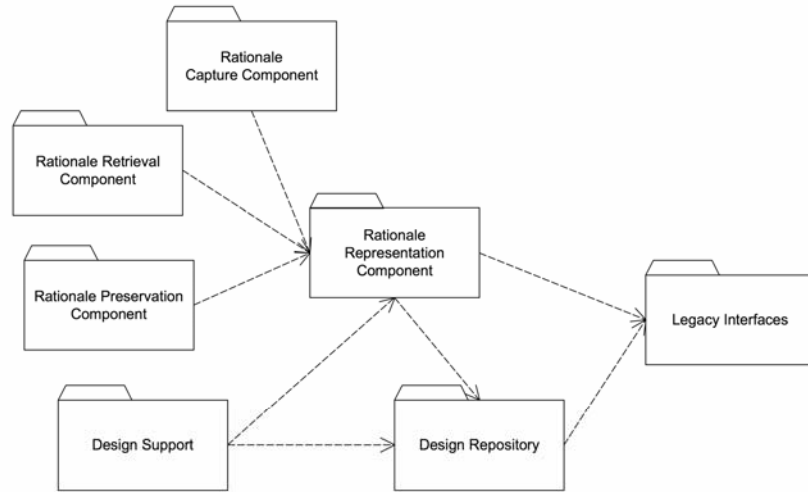 Rationale
Capture Component
Rationale Retrieval
Component
Rationale
Representation
Component
Rationale Preservation
Component
Legacy Interfaces
Design Support
Design Repository